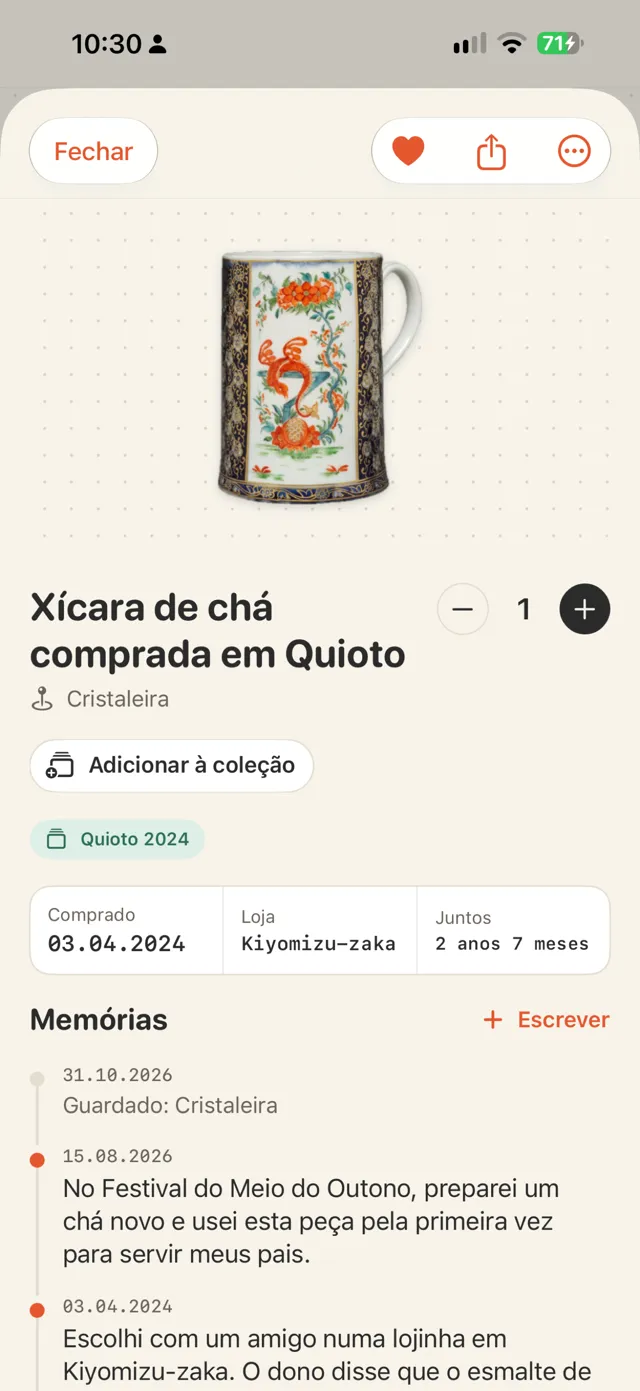 10:30
71
Fechar
Xícara de chá
comprada em Quioto
1
Cristaleira
Adicionar à coleção
Quioto 2024
Comprado
03.04.2024
Loja
Kiyomizu-zaka
Juntos
2 anos 7 meses
Memórias
+ Escrever
31.10.2026
Guardado: Cristaleira
15.08.2026
No Festival do Meio do Outono, preparei um
chá novo e usei esta peça pela primeira vez
para servir meus pais.
03.04.2024
Escolhi com um amigo numa lojinha em
Kiyomizu-zaka. O dono disse que o esmalte de